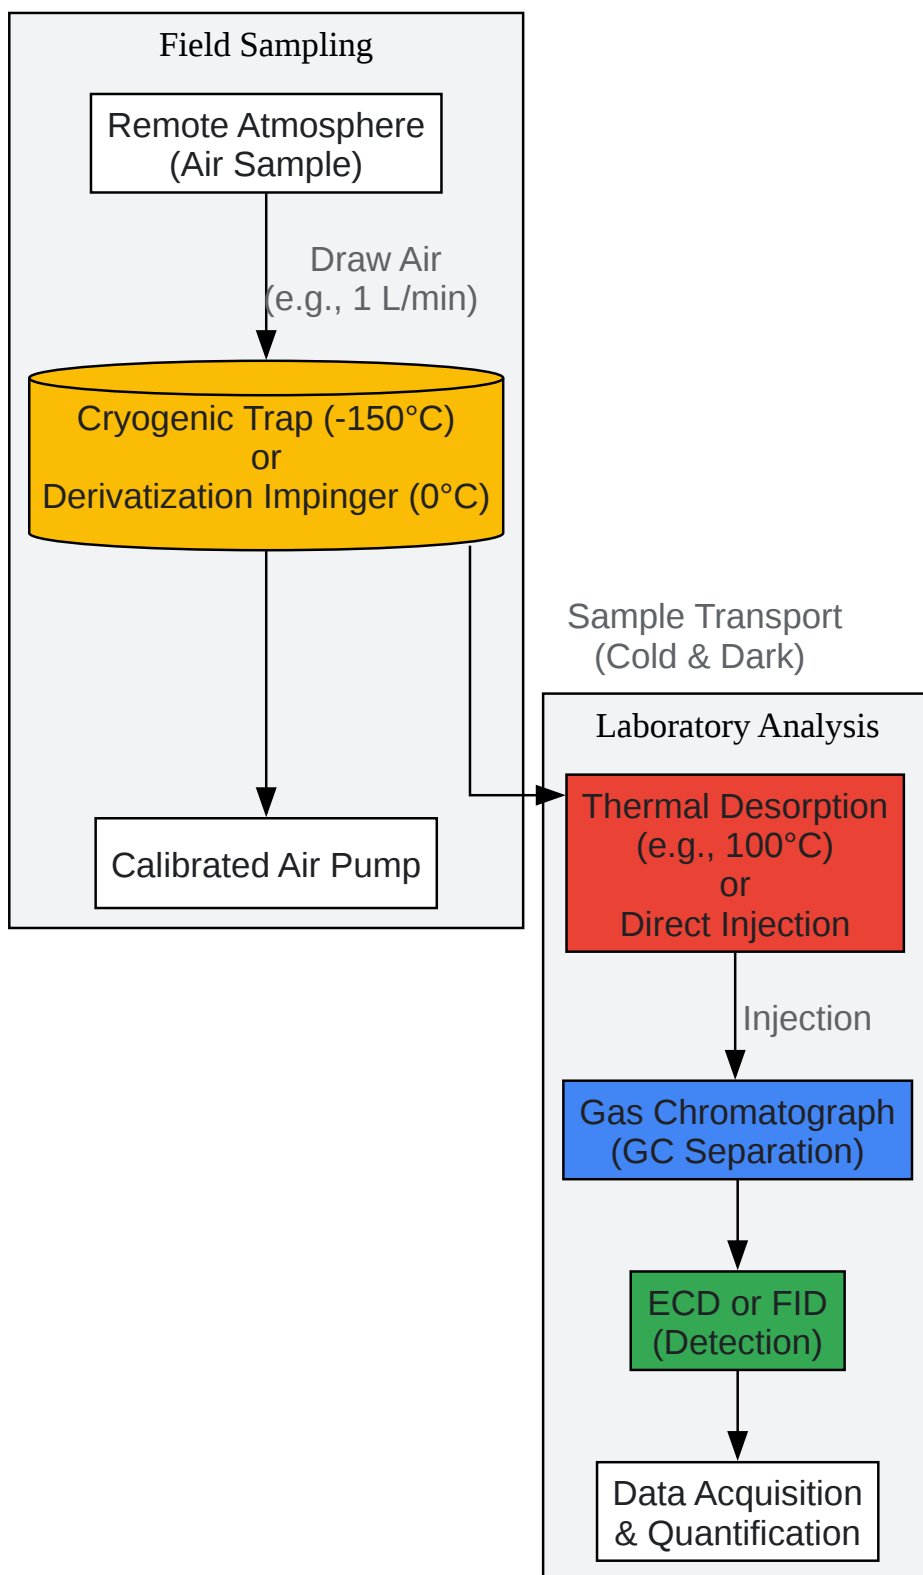 Field Sampling
Remote Atmosphere
(Air Sample)
Draw Air
(e.g., 1 L/min)
Cryogenic Trap (-150°C)
or
Derivatization Impinger (0°C)
Calibrated Air Pump
Sample Transport
(Cold & Dark)
Laboratory Analysis
Thermal Desorption
(e.g., 100°C)
or
Direct Injection
Injection
Gas Chromatograph
(GC Separation)
ECD or FID
(Detection)
Data Acquisition
& Quantification